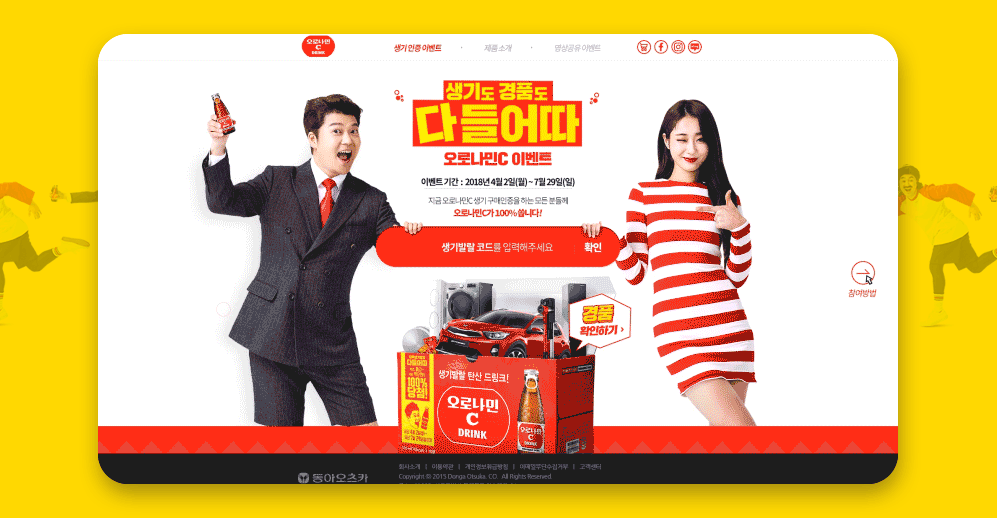 오로나민
C
DRINK
생기 인증 이벤트
제품 소개
영상공유 이벤트
생기도 경품도
다들어따
오로나민C 이벤트
이벤트 기간 : 2018년 4월 2일(월) ~ 7월 29일(일)
지금 오로나민C 생기 구매인증을 하는 모든 분들께
오로나민C가 100% 쏩니다!
생기발랄 코드를 입력해주세요
확인
참여방법
경품
확인하기 >
다들어따
100%
당첨!
생기발랄 탄산 드링크!
오로나민
C
DRINK
오로나민
C
동아오츠카
회사소개 | 이용약관 | 개인정보취급방침 | 이메일무단수집거부 | 고객센터
Copyright © 2015 Donga Otsuka. CO. All Rights Reserved.